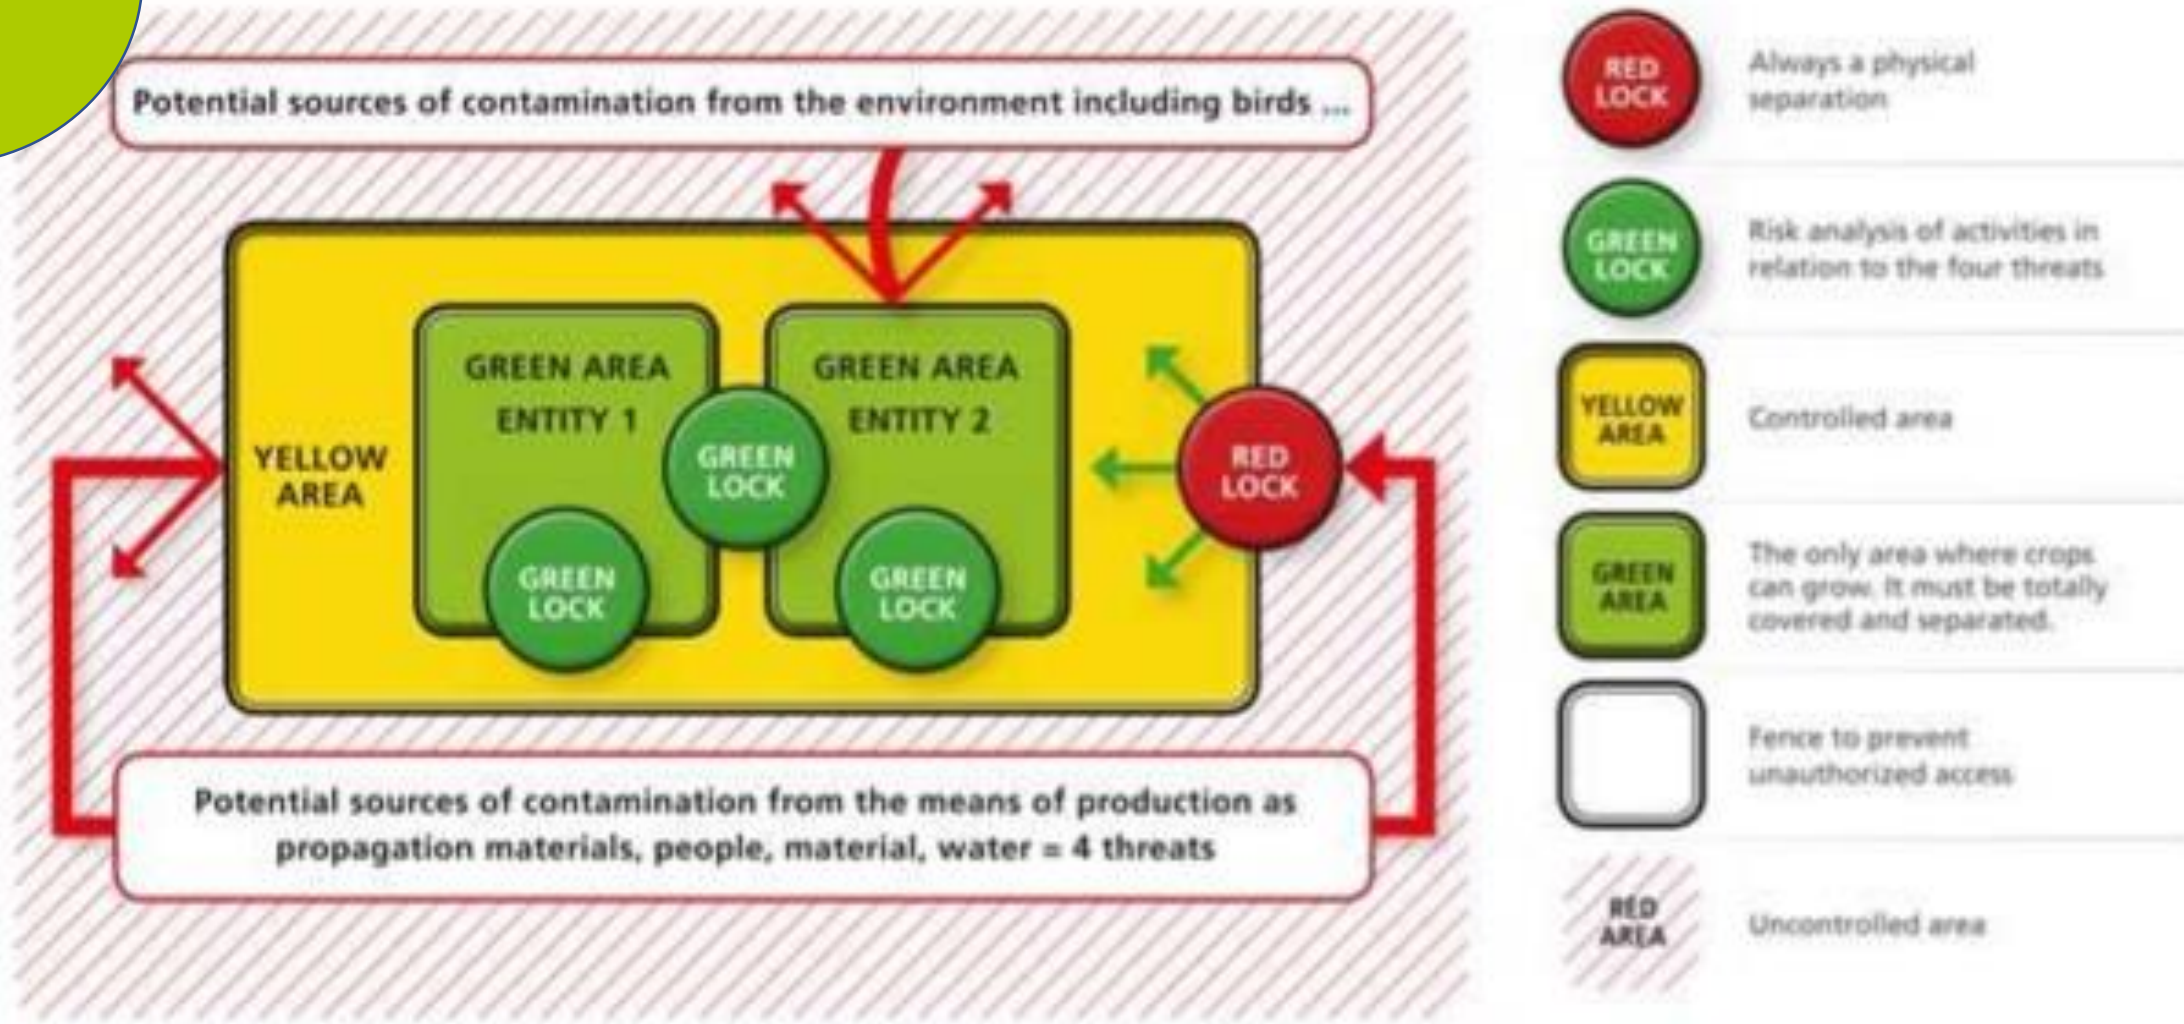 Potential sources of contamination from the environment including birds ...
GREEN AREA
ENTITY 1
GREEN AREA
ENTITY 2
YELLOW
AREA
GREEN
LOCK
RED
LOCK
GREEN
LOCK
GREEN
LOCK
Potential sources of contamination from the means of production as
propagation materials, people, material, water = 4 threats
RED
LOCK
Always a physical
separation
GREEN
LOCK
Risk analysis of activities in
relation to the four threats
YELLOW
AREA
Controlled area
GREEN
AREA
The only area where crops
can grow. It must be totally
covered and separated.
Fence to prevent
unauthorized access
RED
AREA
Uncontrolled area